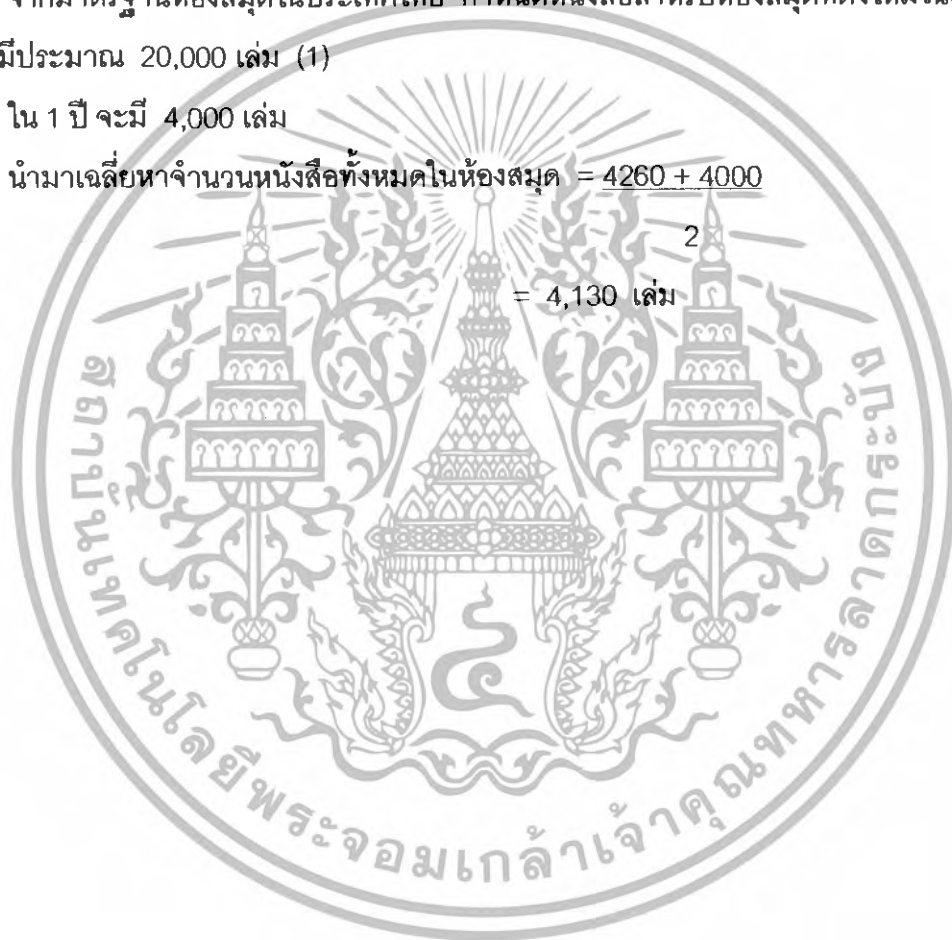 จากมาตรฐานห้องสมุดในประเทศไทย กำหนดหนังสือสำหรับห้องสมุดที่ตั้งใหม่
มีประมาณ 20,000 เล่ม (1)
ใน 1 ปี จะมี 4,000 เล่ม
นำมาเฉลี่ยหาจำนวนหนังสือทั้งหมดในห้องสมุด = 4260 + 4000
2
= 4,130 เล่ม
สถาบันเทคโนโลยีพระจอมเกล้าเจ้าคุณทหารลาดกระบัง